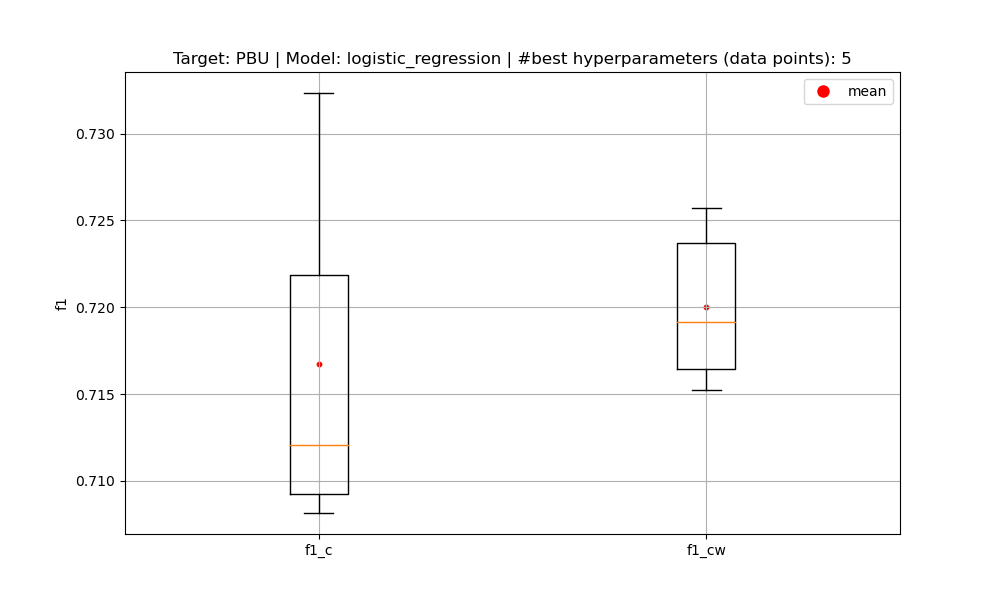 Target: PBU | Model: logistic_regression | #best hyperparameters (data points): 5
mean
0.730
0.725
0.720
0.715
0.710
f1
f1_c
f1_cw